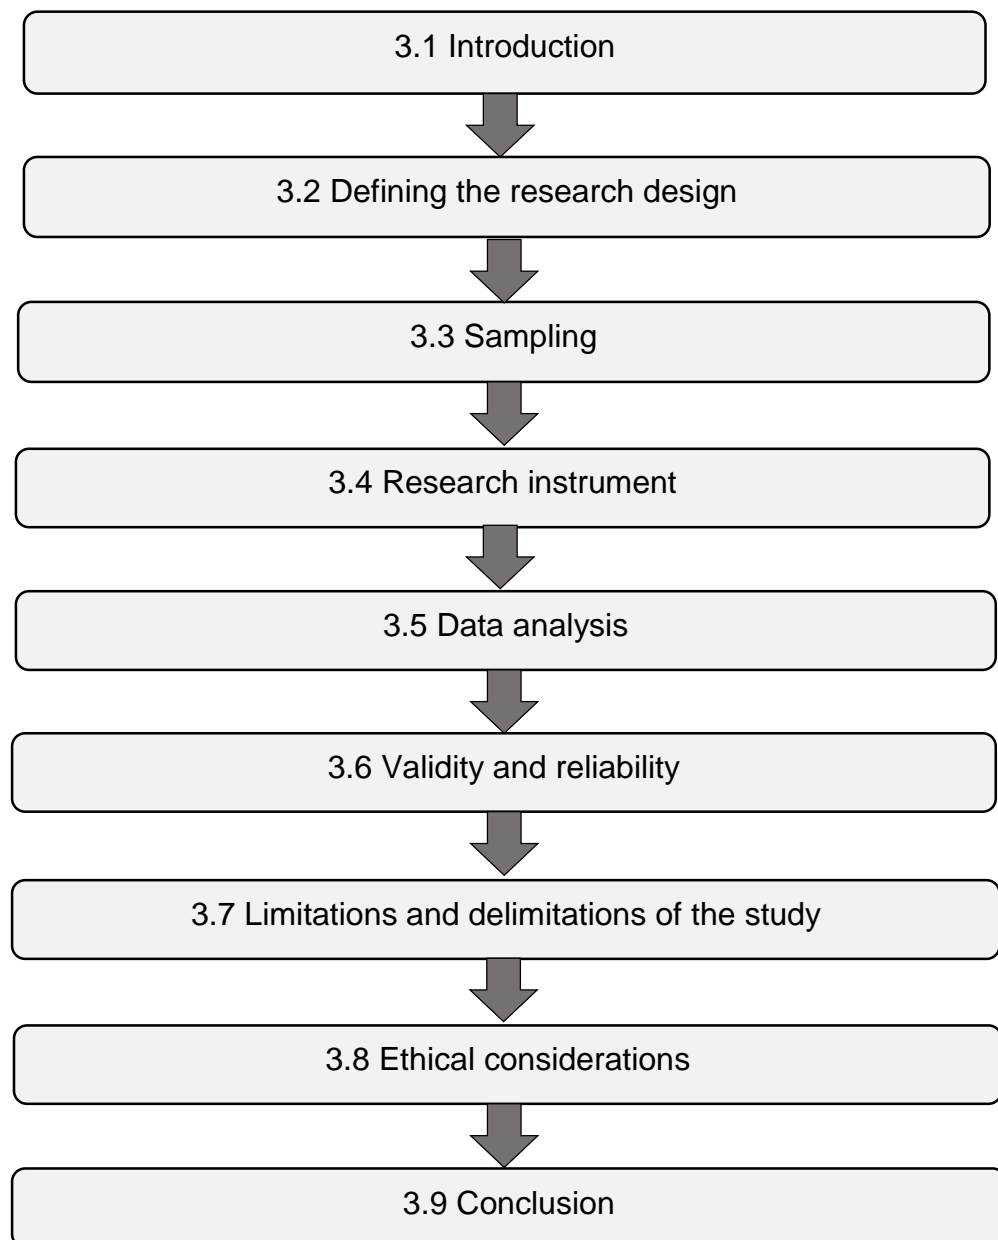 3.1 Introduction
3.2 Defining the research design
3.3 Sampling
3.4 Research instrument
3.5 Data analysis
3.6 Validity and reliability
3.7 Limitations and delimitations of the study
3.8 Ethical considerations
3.9 Conclusion